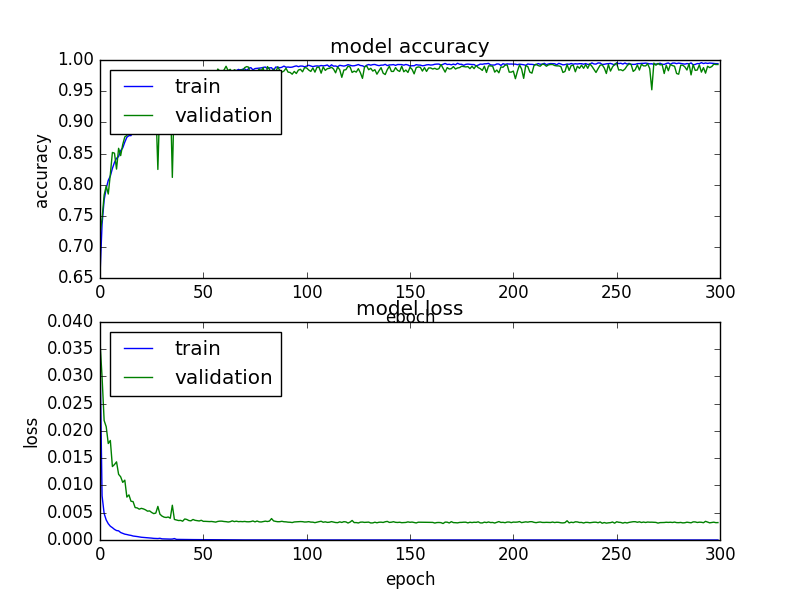 model accuracy
1.00
0.95
0.90
0.85
0.80
0.75
0.70
0.65
accuracy
train
validation
0 50 100 150 200 250 300
epoch
model loss
0.040
0.035
0.030
0.025
0.020
0.015
0.010
0.005
0.000
loss
train
validation
0 50 100 150 200 250 300
epoch